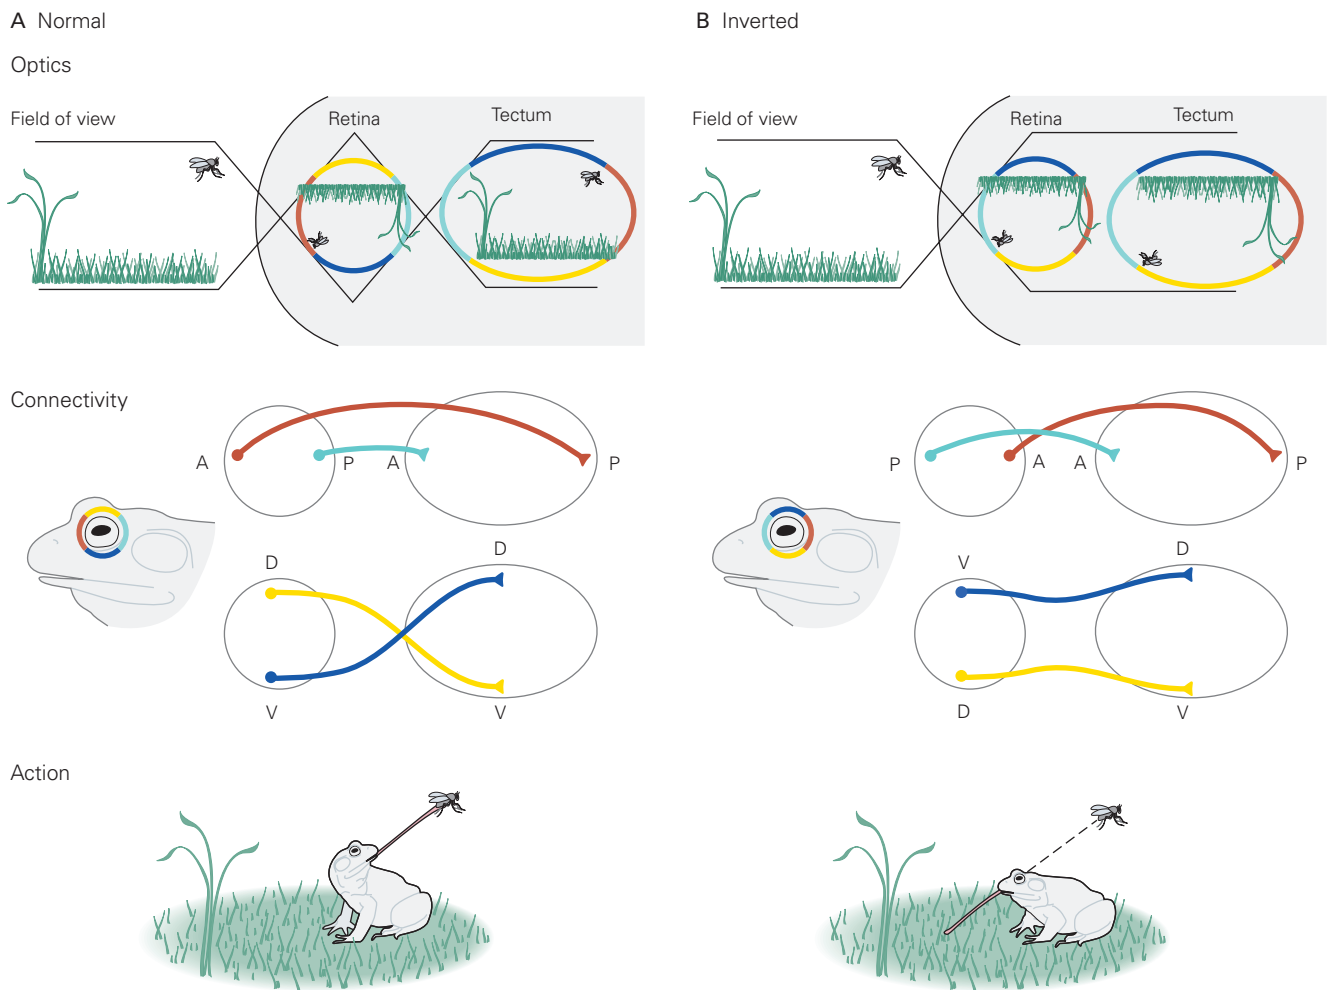 A Normal
B Inverted
Optics
Field of view
Retina
Tectum
Field of view
Retina
Tectum
Connectivity
A
P
A
P
P
A
A
P
D
D
V
V
V
D
D
V
Action